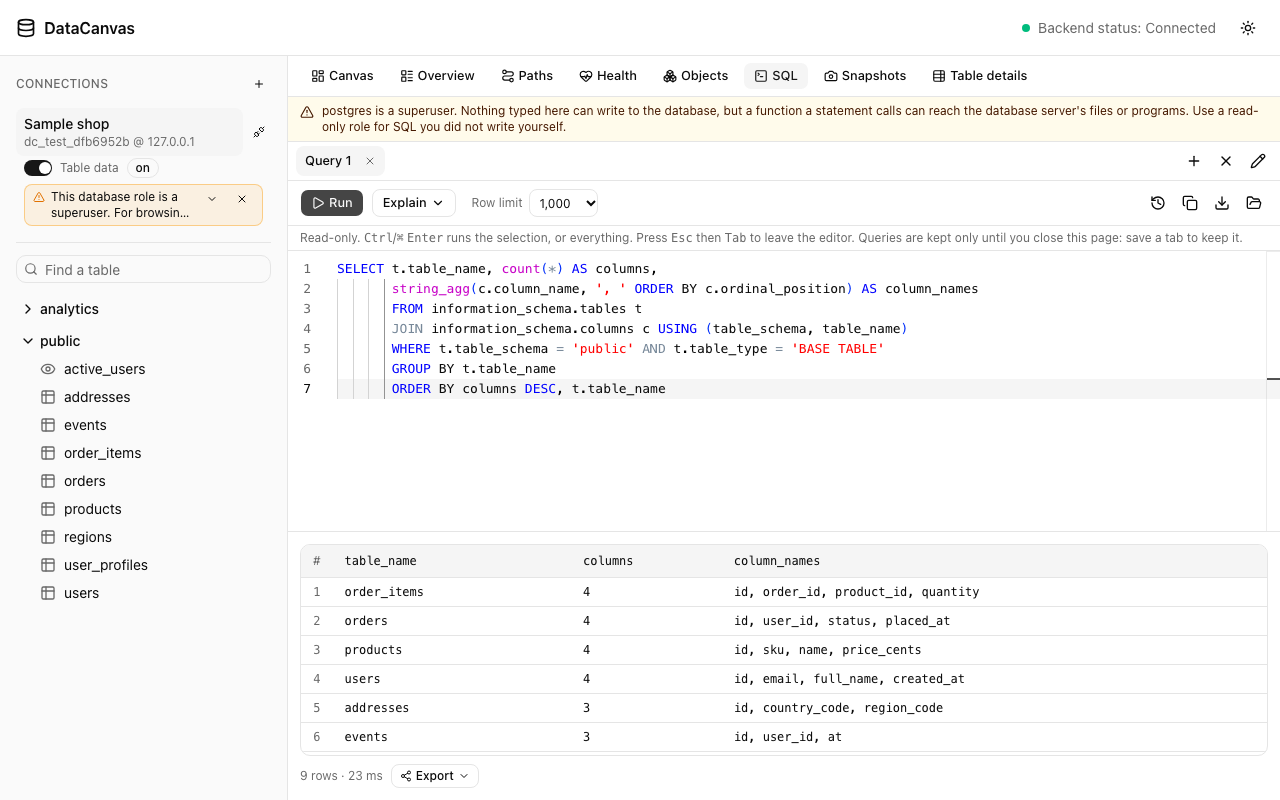 DataCanvas
Backend status: Connected
CONNECTIONS
Sample shop
dc_test_dfb6952b @ 127.0.0.1
Table data on
This database role is a
superuser. For browsin...
Find a table
analytics
public
active_users
addresses
events
order_items
orders
products
regions
user_profiles
users
Canvas Overview Paths Health Objects SQL Snapshots Table details
postgres is a superuser. Nothing typed here can write to the database, but a function a statement calls can reach the database server's files or programs. Use a read-
only role for SQL you did not write yourself.
Query 1
Run Explain Row limit 1,000
Read-only. Ctrl/⌘ Enter runs the selection, or everything. Press Esc then Tab to leave the editor. Queries are kept only until you close this page: save a tab to keep it.
1 SELECT t.table_name, count(*) AS columns,
2 string_agg(c.column_name, ', ' ORDER BY c.ordinal_position) AS column_names
3 FROM information_schema.tables t
4 JOIN information_schema.columns c USING (table_schema, table_name)
5 WHERE t.table_schema = 'public' AND t.table_type = 'BASE TABLE'
6 GROUP BY t.table_name
7 ORDER BY columns DESC, t.table_name
# table_name columns column_names
1 order_items 4 id, order_id, product_id, quantity
2 orders 4 id, user_id, status, placed_at
3 products 4 id, sku, name, price_cents
4 users 4 id, email, full_name, created_at
5 addresses 3 id, country_code, region_code
6 events 3 id, user_id, at
9 rows · 23 ms Export